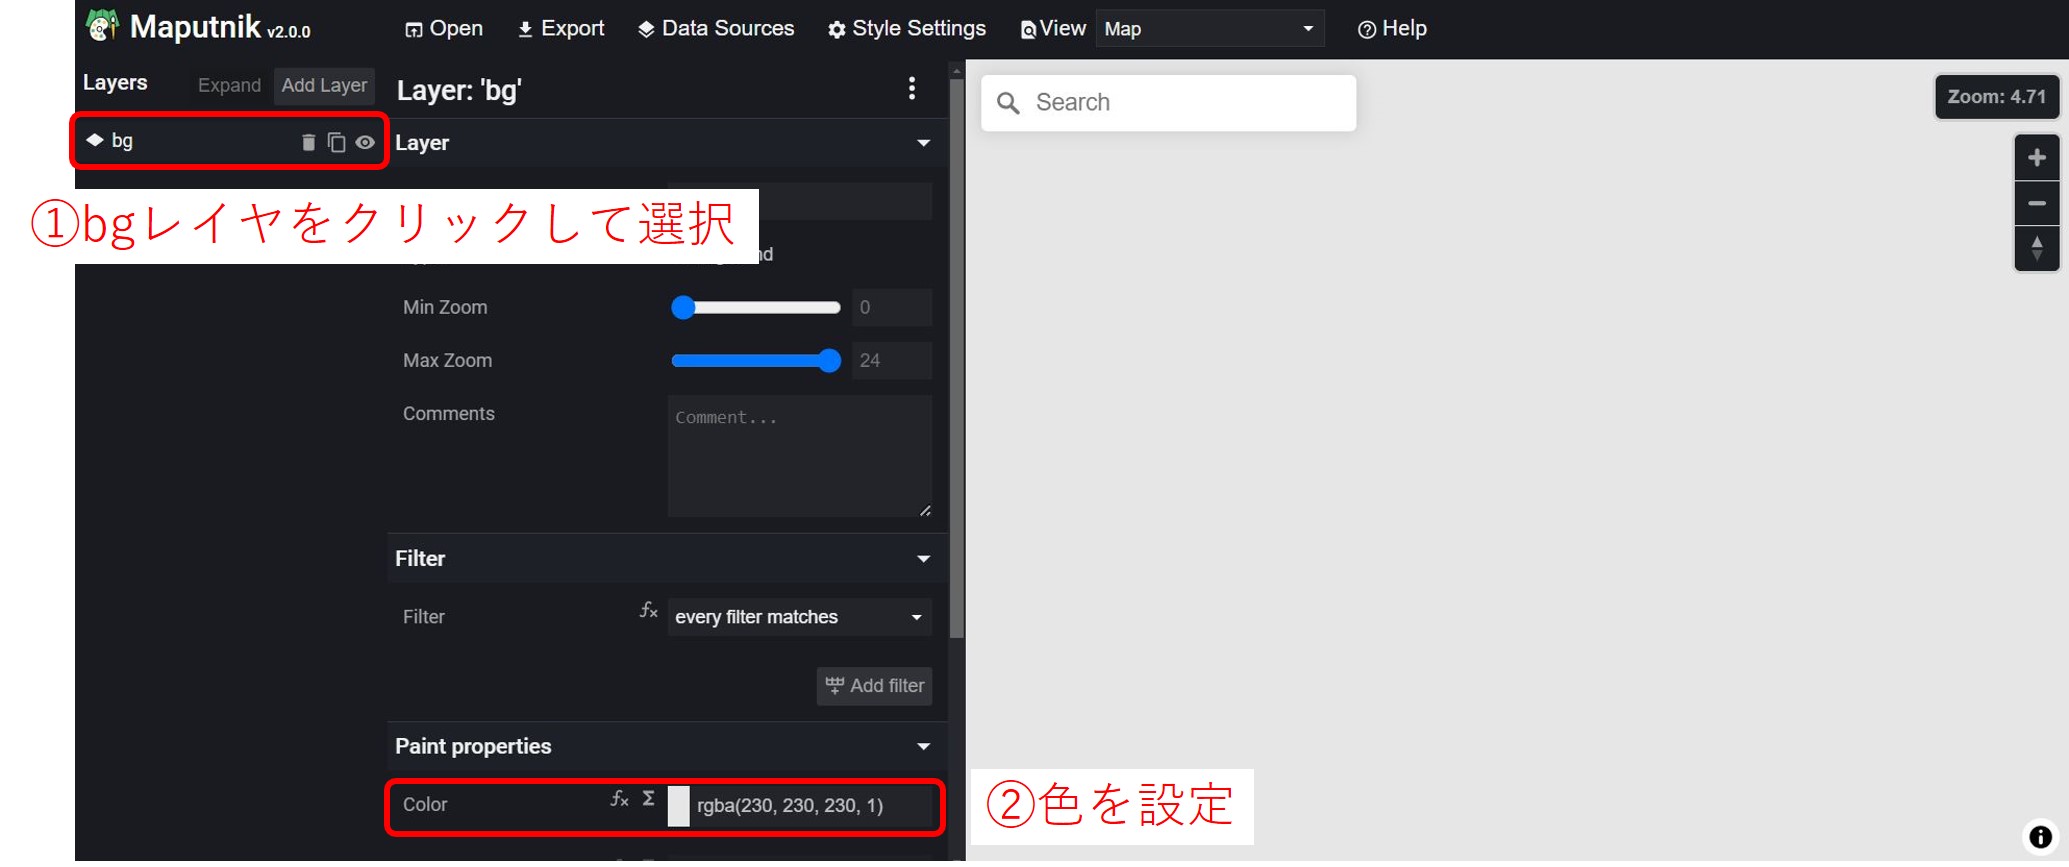 Maputnik v2.0.0
Open
Export
Data Sources
Style Settings
View
Map
Help
Layers
Expand
Add Layer
bg
①bgレイヤをクリックして選択
Layer: 'bg'
Layer
nd
Min Zoom
0
Max Zoom
24
Comments
Comment...
Filter
Filter
every filter matches
Add filter
Paint properties
Color
rgba(230, 230, 230, 1)
②色を設定
Search
Zoom: 4.71